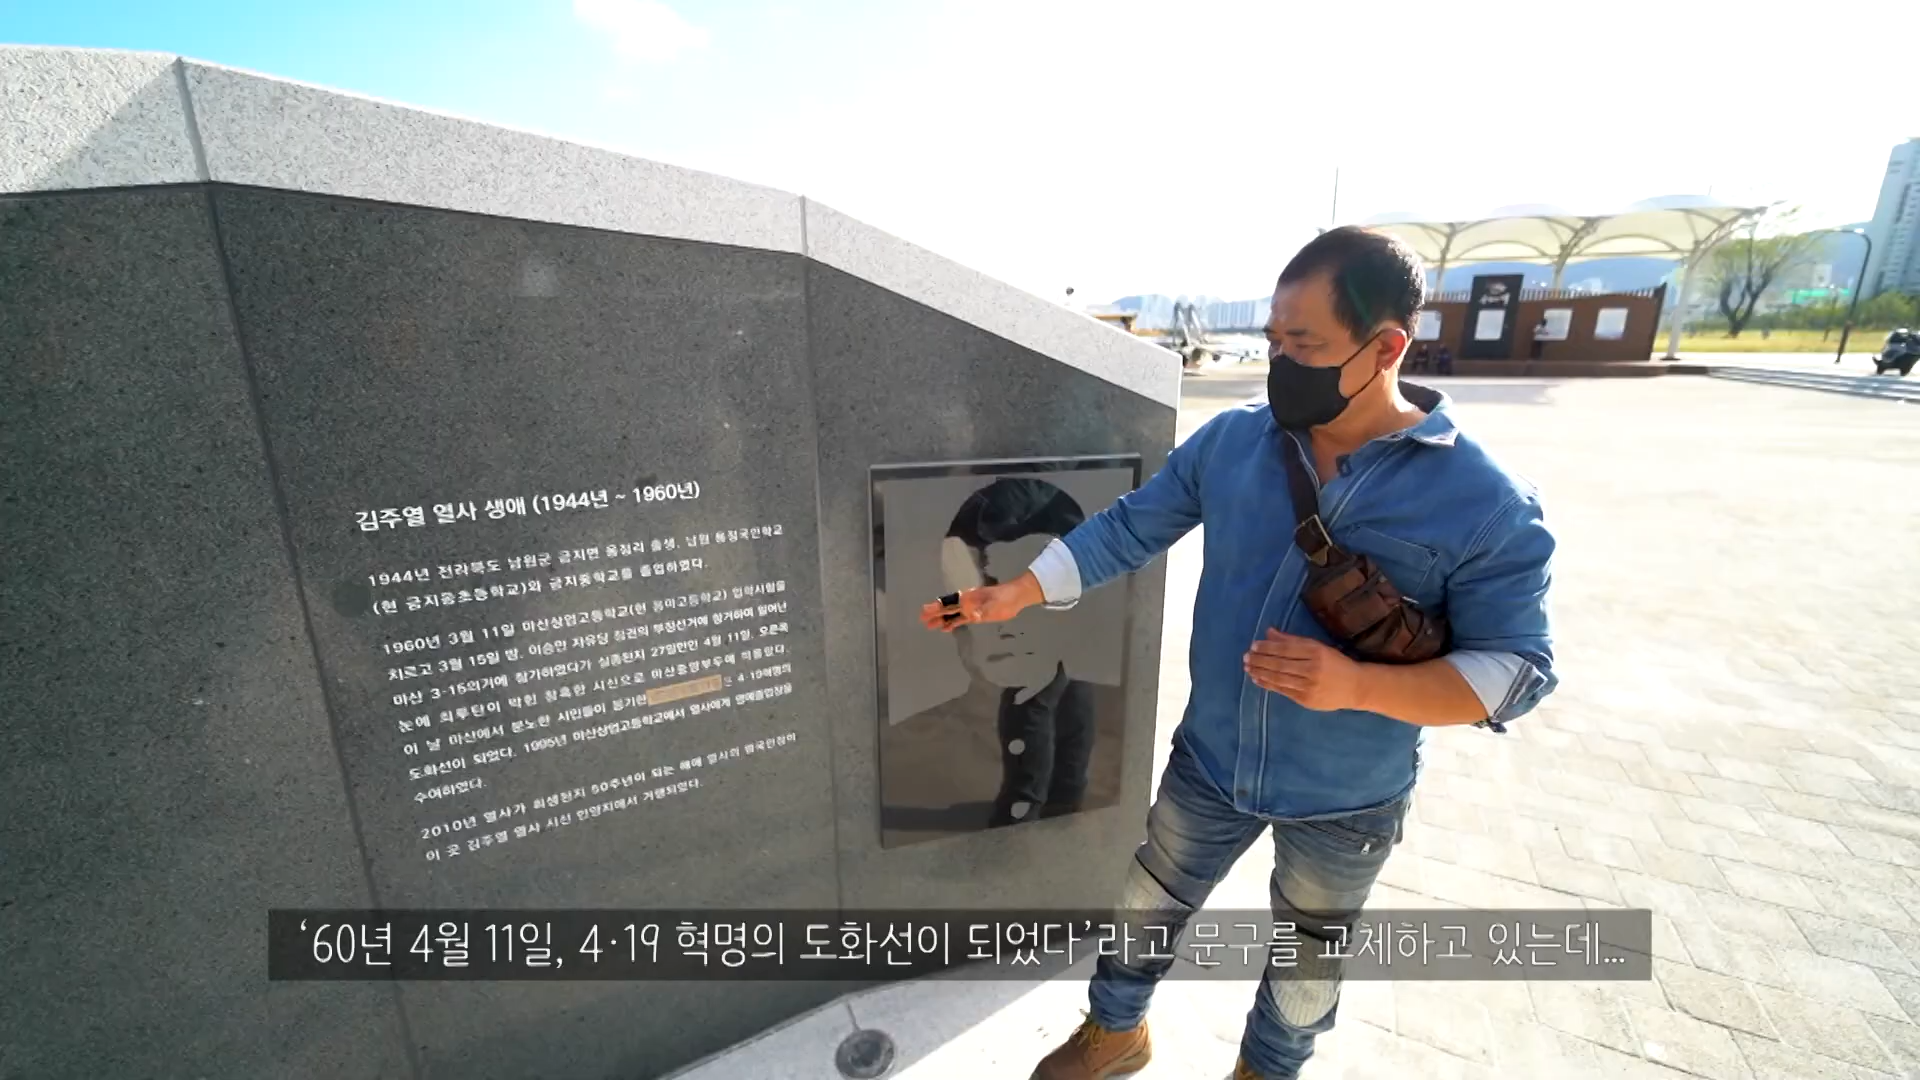 김주열 열사 생애 (1944년 ~ 1960년)
1944년 전라북도 남원군 금지면 옹정리 출생. 남원 용정국민학교
(현 금지동초등학교)와 금지중학교를 졸업하였다.
1960년 3월 11일 마산상업고등학교(현 용마고등학교) 입학시험을
치르고 3월 15일 밤, 이승만 자유당 정권의 부정선거에 항거하여 일어난
마산 3·15의거에 참가하였다가 실종된지 27일만인 4월 11일, 오른쪽
눈에 최루탄이 박힌 참혹한 시신으로 마산중앙부두에 떠올랐다.
이 날 마산에서 분노한 시민들이 봉기한 4·19혁명의
도화선이 되었다. 1995년 마산상업고등학교에서 열사에게 명예졸업장을
수여하였다.
2010년 열사가 희생된지 50주년이 되는 해에 열사의 범국민장이
이 곳 김주열 열사 시신 인양지에서 거행되었다.
‘60년 4월 11일, 4·19 혁명의 도화선이 되었다’라고 문구를 교체하고 있는데...